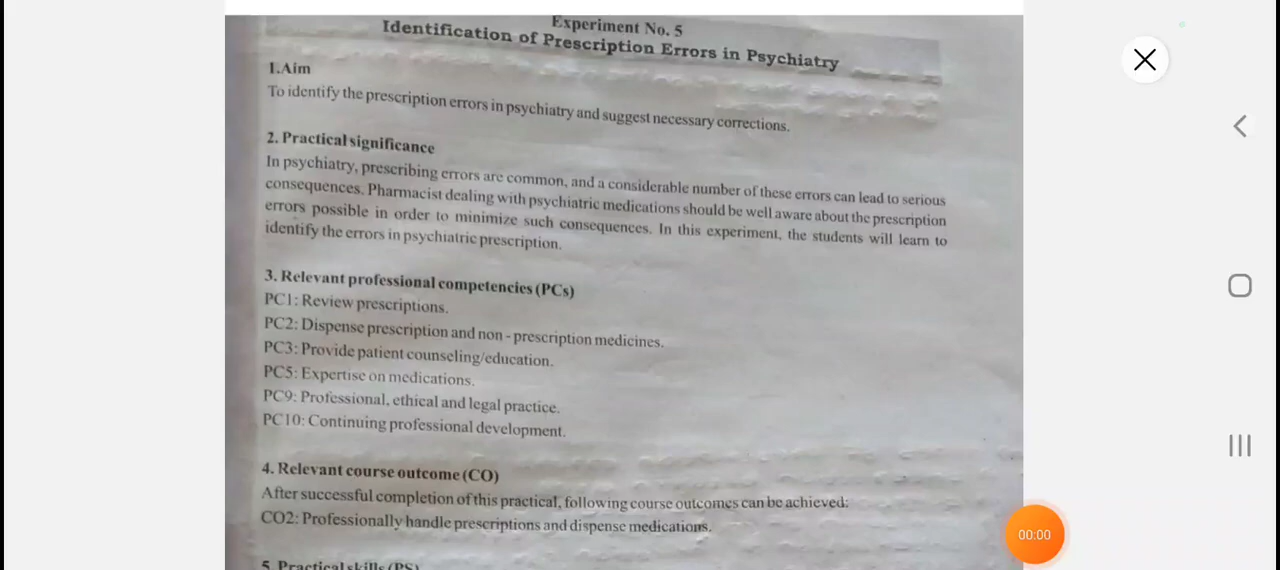 Experiment No. 5
Identification of Prescription Errors in Psychiatry
1.Aim
To identify the prescription errors in psychiatry and suggest necessary corrections.
2. Practical significance
In psychiatry, prescribing errors are common, and a considerable number of these errors can lead to serious
consequences. Pharmacist dealing with psychiatric medications should be well aware about the prescription
errors possible in order to minimize such consequences. In this experiment, the students will learn to
identify the errors in psychiatric prescription.
3. Relevant professional competencies (PCs)
PC1: Review prescriptions.
PC2: Dispense prescription and non - prescription medicines.
PC3: Provide patient counseling/education.
PC5: Expertise on medications.
PC9: Professional, ethical and legal practice.
PC10: Continuing professional development.
4. Relevant course outcome (CO)
After successful completion of this practical, following course outcomes can be achieved:
CO2: Professionally handle prescriptions and dispense medications.
5. Practical skills (PS)
00:00